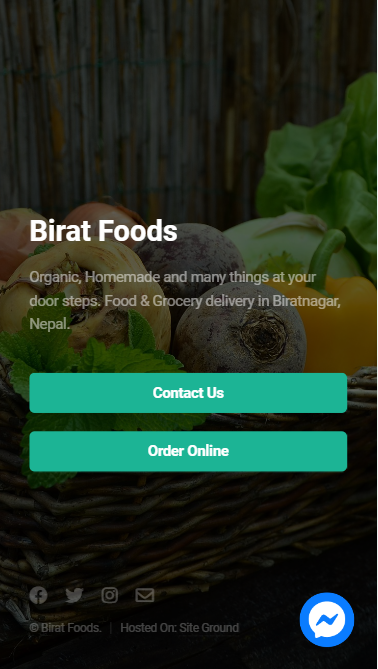 Birat Foods
Organic, Homemade and many things at your
door steps. Food & Grocery delivery in Biratnagar,
Nepal.
Contact Us
Order Online
© Birat Foods. | Hosted On: Site Ground